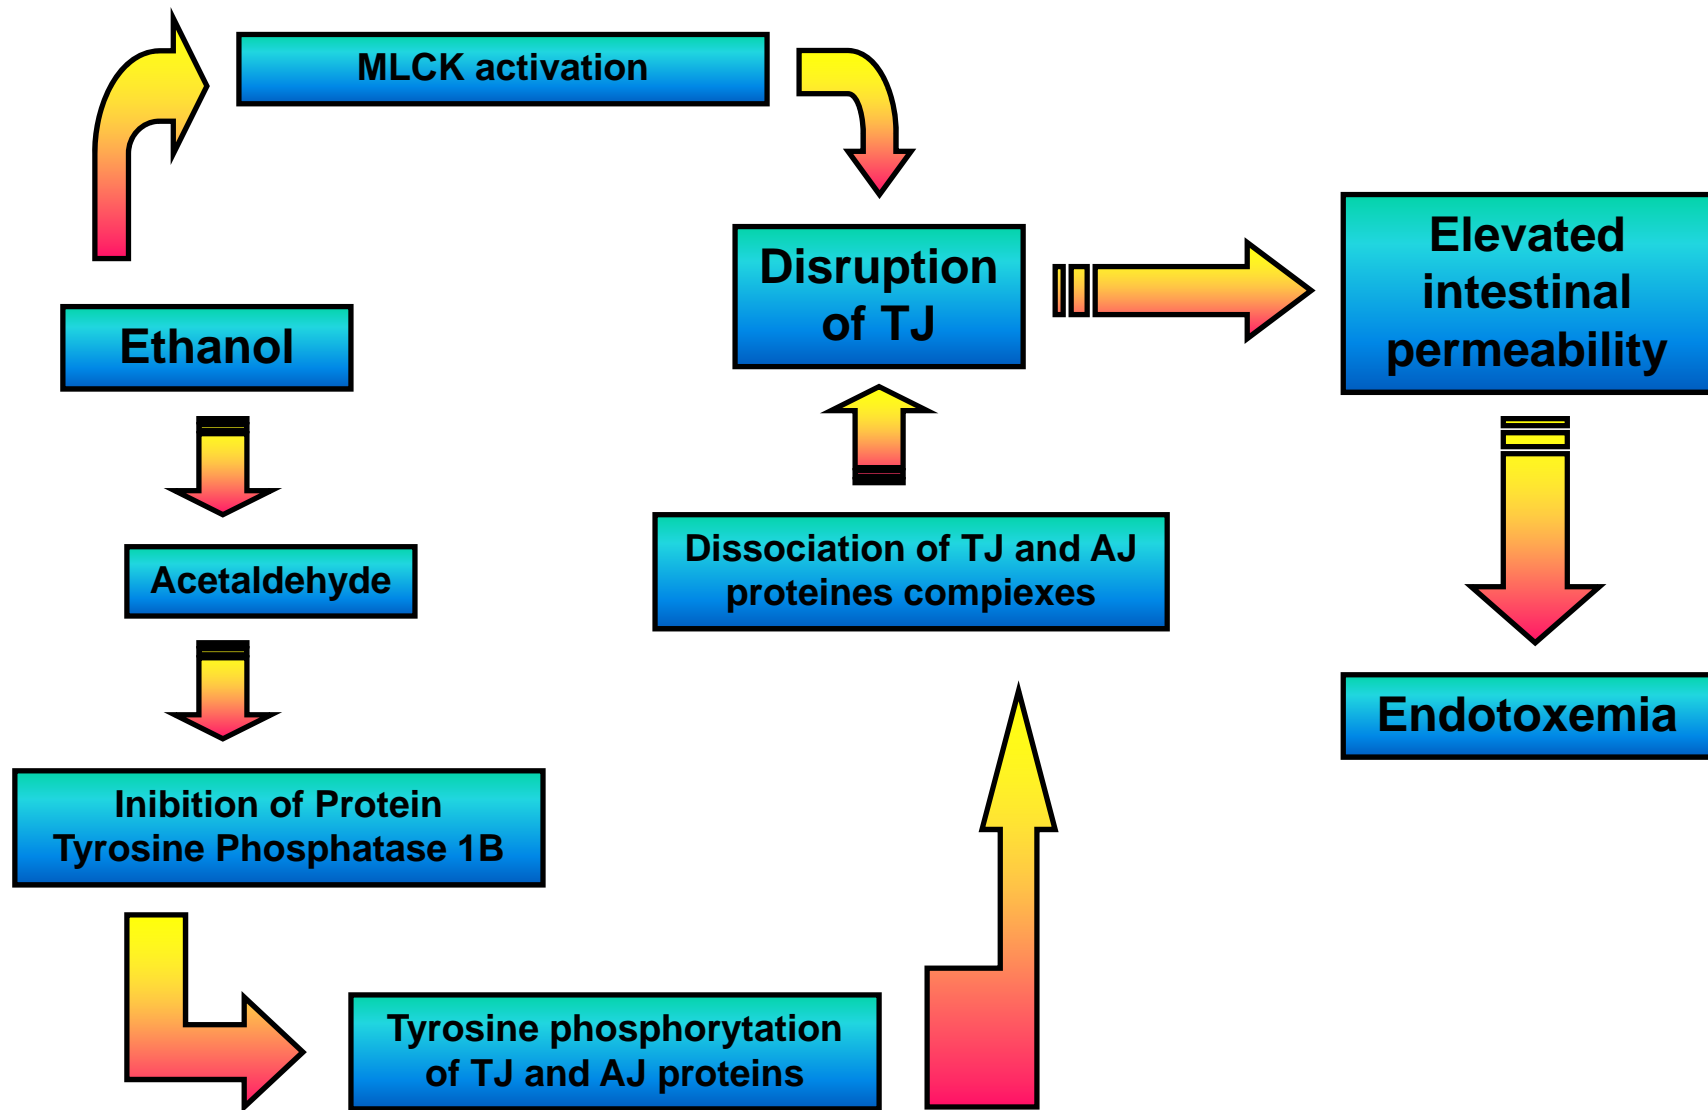 MLCK activation
Ethanol
Disruption
of TJ
Elevated
intestinal
permeability
Acetaldehyde
Dissociation of TJ and AJ
proteines compiexes
Endotoxemia
Inibition of Protein
Tyrosine Phosphatase 1B
Tyrosine phosphorytation
of TJ and AJ proteins